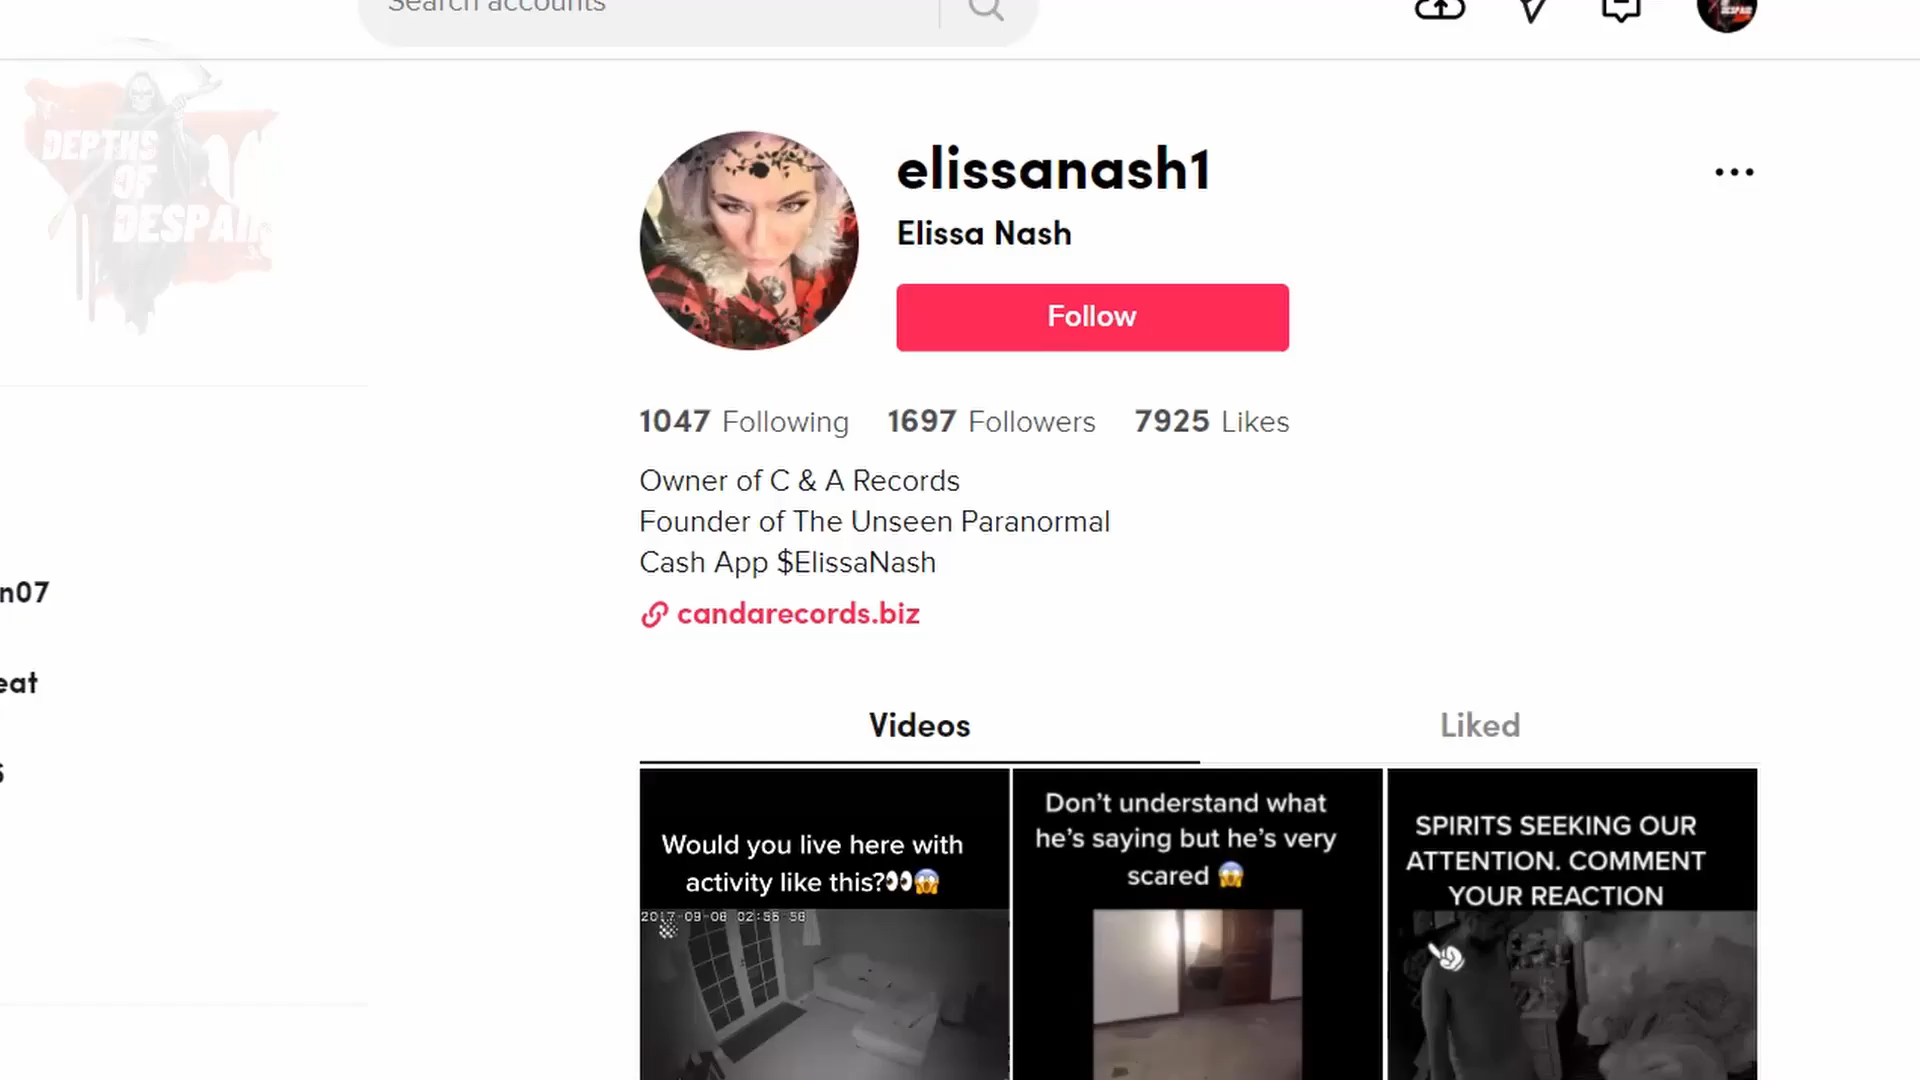 Search accounts
DEPTHS
OF
DESPAIR
elissanash1
Elissa Nash
Follow
1047 Following 1697 Followers 7925 Likes
Owner of C & A Records
Founder of The Unseen Paranormal
Cash App $ElissaNash
candarecords.biz
n07
eat
Videos Liked
Would you live here with
activity like this?👀😱
2017-09-08 02:56:58
Don't understand what
he's saying but he's very
scared 😱
SPIRITS SEEKING OUR
ATTENTION. COMMENT
YOUR REACTION